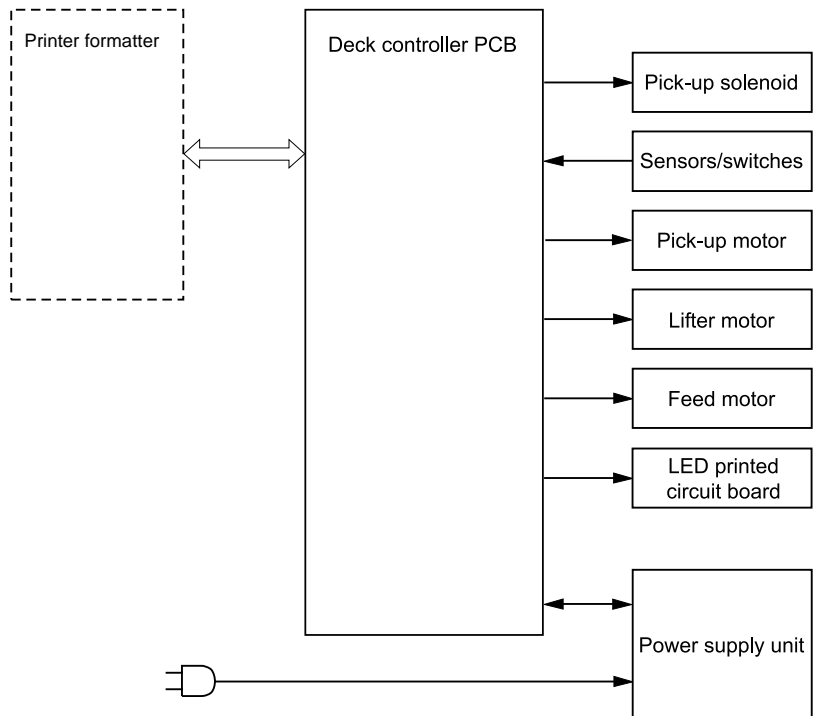 Printer formatter
Deck controller PCB
Pick-up solenoid
Sensors/switches
Pick-up motor
Lifter motor
Feed motor
LED printed
circuit board
Power supply unit